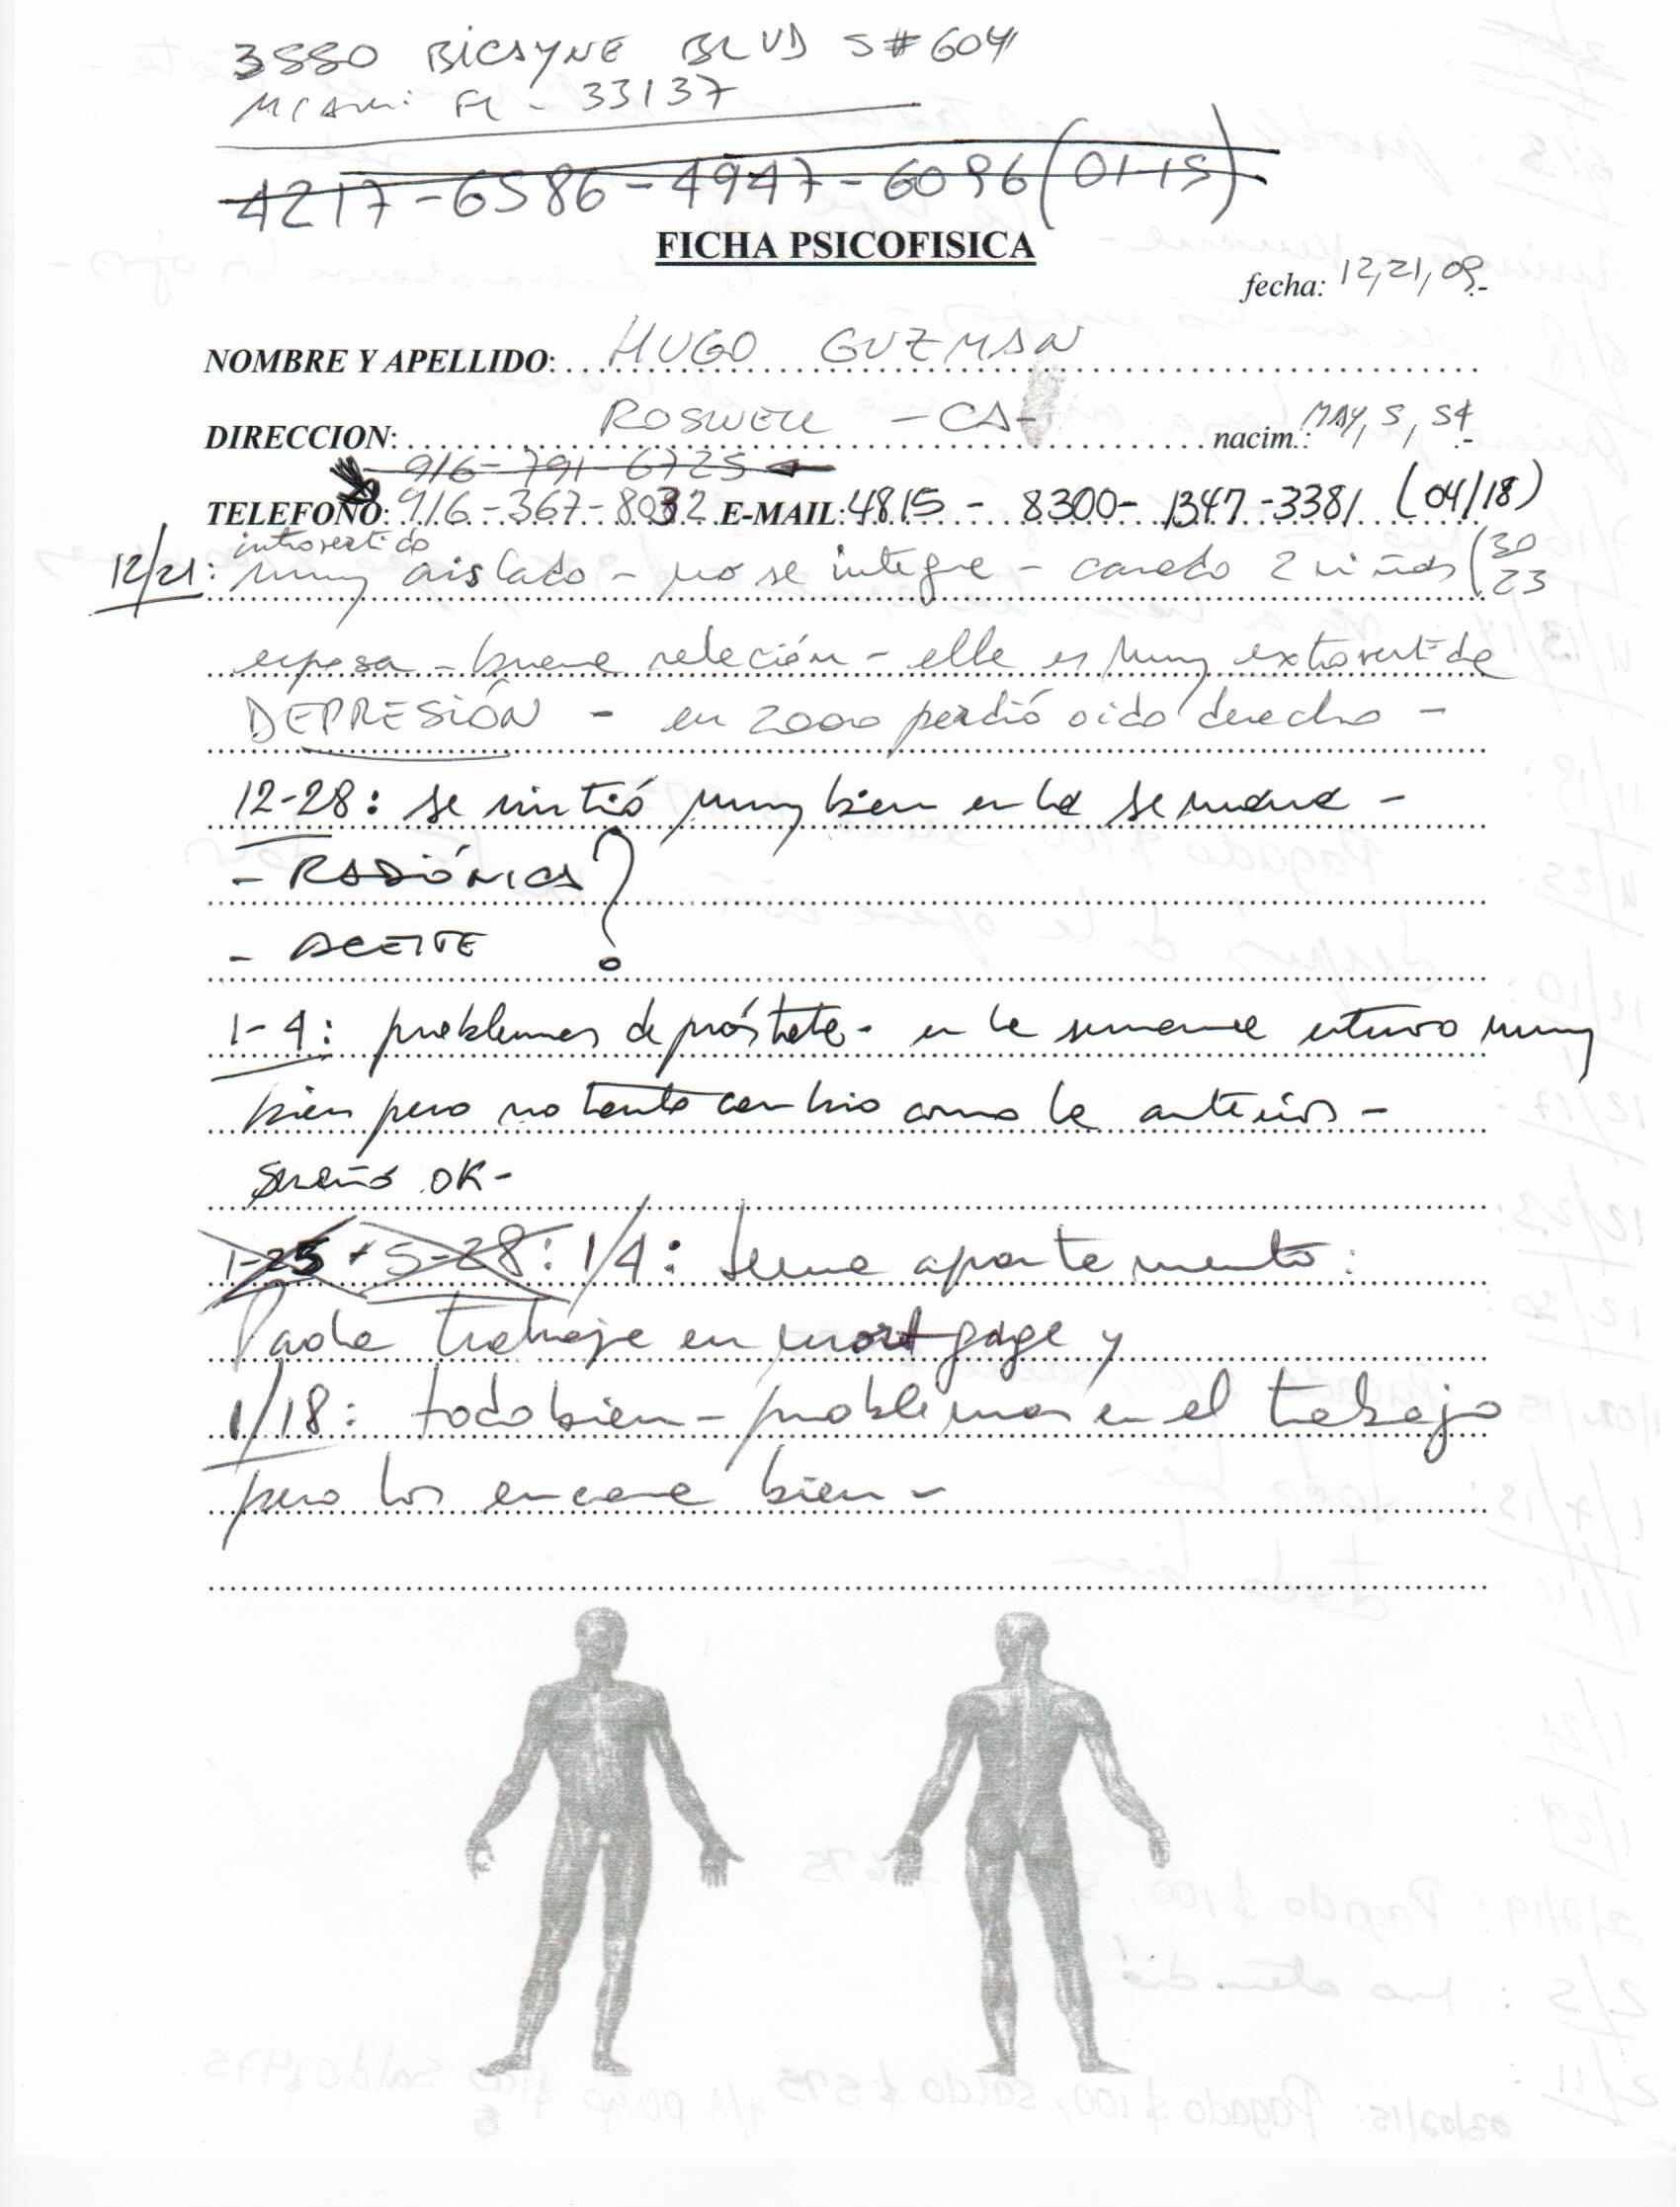 3550 BICAYNE BLVD S# 604
MIAMI FL - 33137
4217-6586-4947-6096 (01-15)
FICHA PSICOFISICA
fecha: 12,21,09.-
NOMBRE Y APELLIDO: HUGO GUZMAN
DIRECCION: ROSWELL - CA - nacim.: MAY, 5, 54.-
916-791-6725
TELEFONO: 916-367-8032 E-MAIL: 4815 - 8300 - 1347 - 3381 (04/18)
introvertido
12/21: muy aislado - no se integra - casado 2 niños (30
23
esposa - buena relación - ella es muy extrovertida
DEPRESIÓN - en 2000 perdió oido derecho -
12-28: se sintió muy bien en la semana -
- RADIÓNICA ?
- ACEITE
1-4: problemas de próstata - en la semana estuvo muy
bien pero no tanto cambio como la anterior -
Sueño OK -
1-25 + 5-28: 1/4: apartamento:
trabaja en mortgage y
1/18: todo bien - problemas en el trabajo
pero los encara bien -